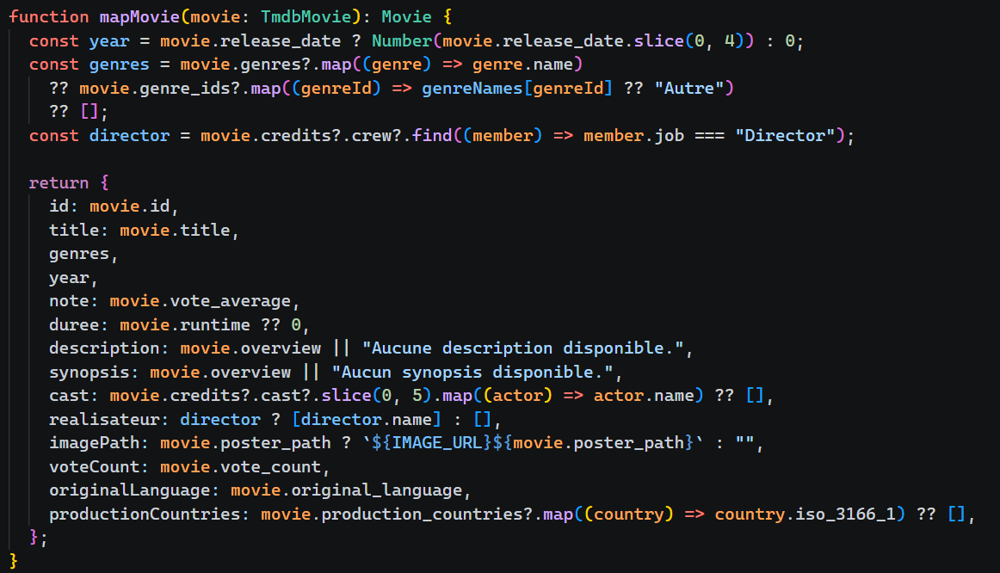 function mapMovie(movie: TmdbMovie): Movie {
  const year = movie.release_date ? Number(movie.release_date.slice(0, 4)) : 0;
  const genres = movie.genres?.map((genre) => genre.name)
    ?? movie.genre_ids?.map((genreId) => genreNames[genreId] ?? "Autre")
    ?? [];
  const director = movie.credits?.crew?.find((member) => member.job === "Director");

  return {
    id: movie.id,
    title: movie.title,
    genres,
    year,
    note: movie.vote_average,
    duree: movie.runtime ?? 0,
    description: movie.overview || "Aucune description disponible.",
    synopsis: movie.overview || "Aucun synopsis disponible.",
    cast: movie.credits?.cast?.slice(0, 5).map((actor) => actor.name) ?? [],
    realisateur: director ? [director.name] : [],
    imagePath: movie.poster_path ? `${IMAGE_URL}${movie.poster_path}` : "",
    voteCount: movie.vote_count,
    originalLanguage: movie.original_language,
    productionCountries: movie.production_countries?.map((country) => country.iso_3166_1) ?? [],
  };
}